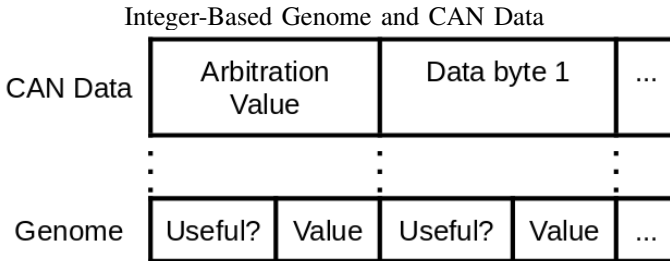 Integer-Based Genome and CAN Data
CAN Data
Arbitration
Value
Data byte 1
...
Genome
Useful?
Value
Useful?
Value
...